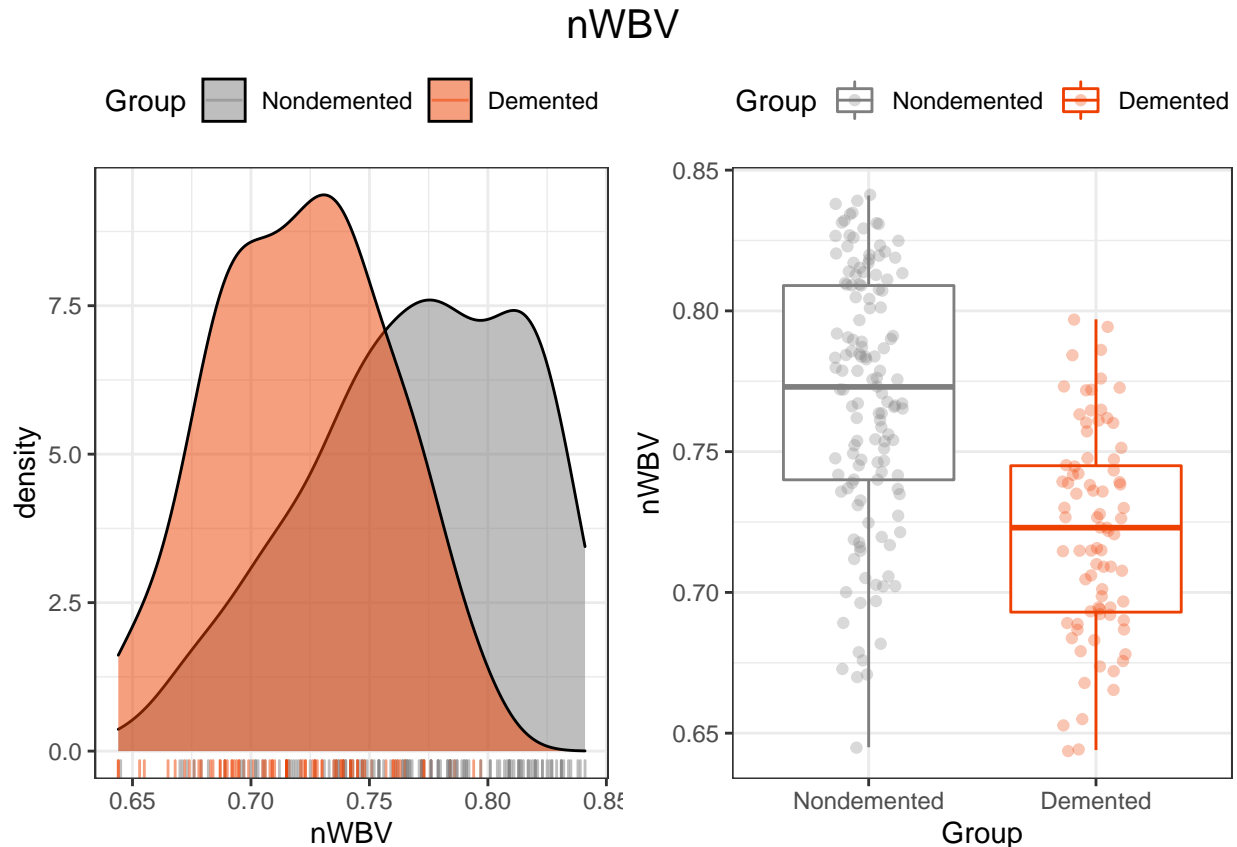 nWBV
Group Nondemented Demented
Group Nondemented Demented
7.5
5.0
2.5
0.0
density
0.65 0.70 0.75 0.80 0.85
nWBV
0.85
0.80
0.75
0.70
0.65
nWBV
Nondemented Demented
Group